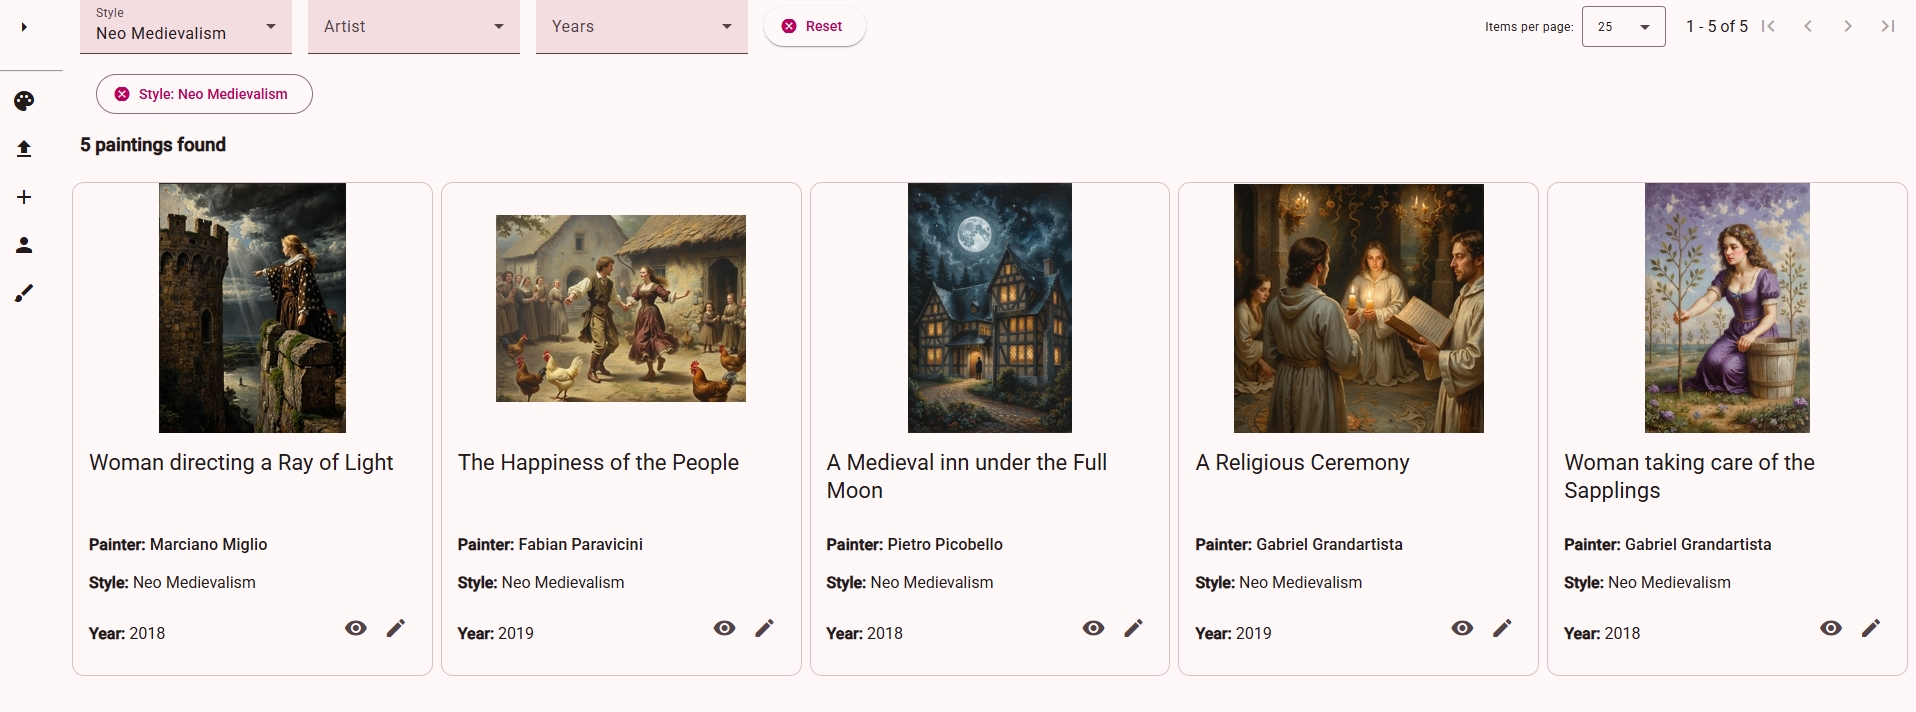 Style
Neo Medievalism
Artist
Years
Reset
Items per page:
25
1 - 5 of 5
Style: Neo Medievalism
5 paintings found
Woman directing a Ray of Light
Painter: Marciano Miglio
Style: Neo Medievalism
Year: 2018
The Happiness of the People
Painter: Fabian Paravicini
Style: Neo Medievalism
Year: 2019
A Medieval inn under the Full
Moon
Painter: Pietro Picobello
Style: Neo Medievalism
Year: 2018
A Religious Ceremony
Painter: Gabriel Grandartista
Style: Neo Medievalism
Year: 2019
Woman taking care of the
Sapplings
Painter: Gabriel Grandartista
Style: Neo Medievalism
Year: 2018